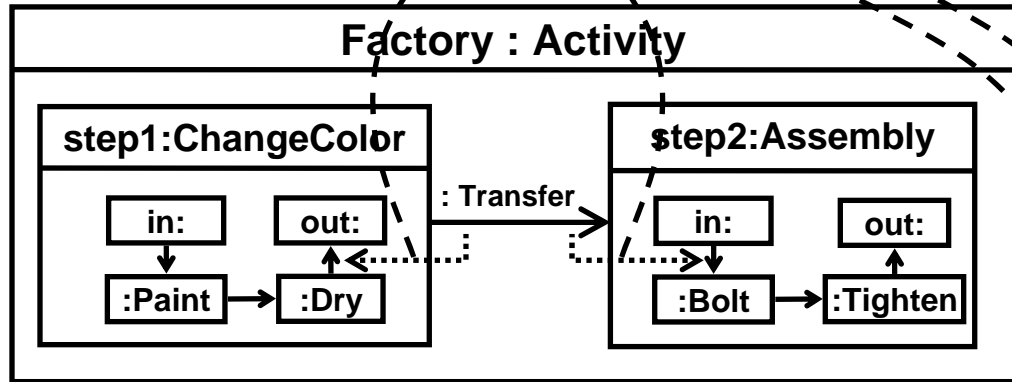 Factory : Activity
step1:ChangeColor
step2:Assembly
: Transfer
in:
out:
in:
out:
:Paint
:Dry
:Bolt
:Tighten